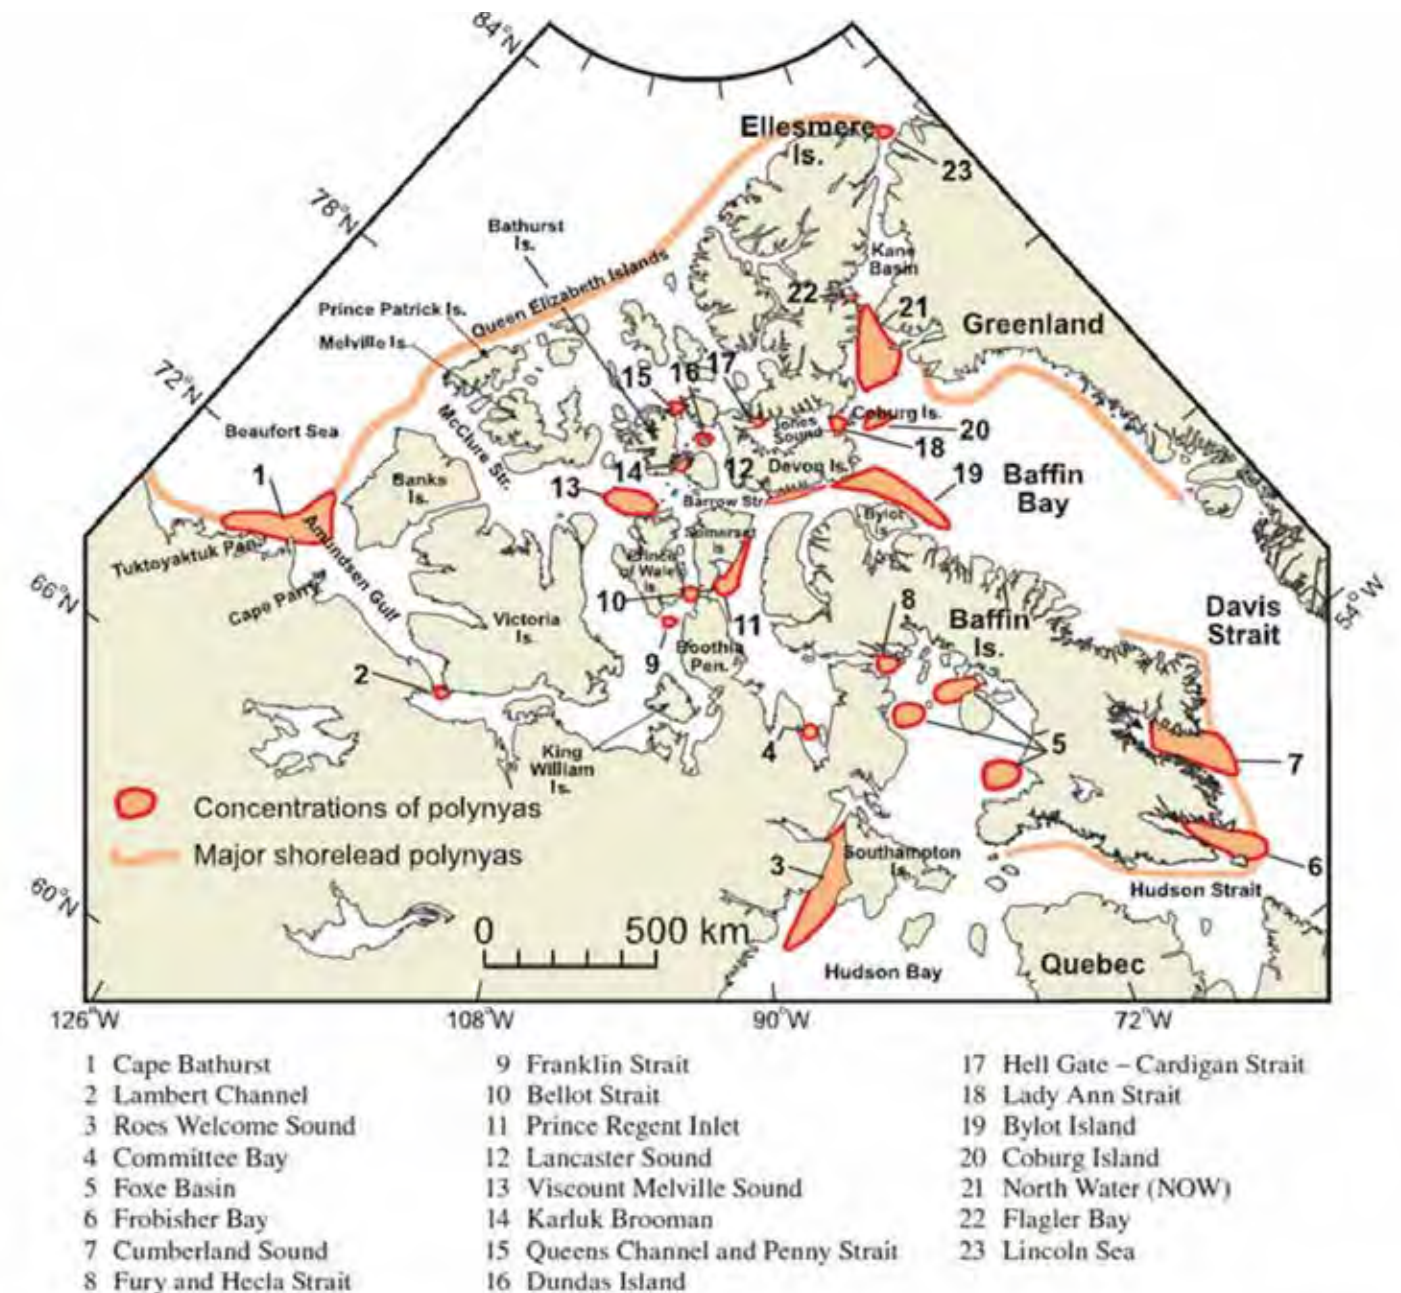 84°N
Ellesmere
Is.
23
78°N
Bathurst
Is.
Kane
Basin
Queen Elizabeth Islands
22
21
Prince Patrick Is.
Greenland
Melville Is.
72°N
15
16
17
Beaufort Sea
McClure Str.
Coburg Is.
Jones
Sound
20
18
1
14
12
Devon Is.
19
Baffin
Bay
Banks
Is.
13
Barrow Str.
Bylot
Is.
Amundsen Gulf
Somerset
Is
Tuktoyaktuk Pen.
Prince
of Wales
Is.
66°N
Cape Parry
10
11
8
Davis
Strait
54°W
Victoria
Is.
Baffin
Is.
9
Boothia
Pen.
2
4
5
7
King
William
Is.
Concentrations of polynyas
Major shorelead polynyas
3
Southampton
Is.
6
60°N
Hudson Strait
0 500 km
Hudson Bay
Quebec
126°W 108°W 90°W 72°W
1 Cape Bathurst
2 Lambert Channel
3 Roes Welcome Sound
4 Committee Bay
5 Foxe Basin
6 Frobisher Bay
7 Cumberland Sound
8 Fury and Hecla Strait
9 Franklin Strait
10 Bellot Strait
11 Prince Regent Inlet
12 Lancaster Sound
13 Viscount Melville Sound
14 Karluk Brooman
15 Queens Channel and Penny Strait
16 Dundas Island
17 Hell Gate – Cardigan Strait
18 Lady Ann Strait
19 Bylot Island
20 Coburg Island
21 North Water (NOW)
22 Flagler Bay
23 Lincoln Sea